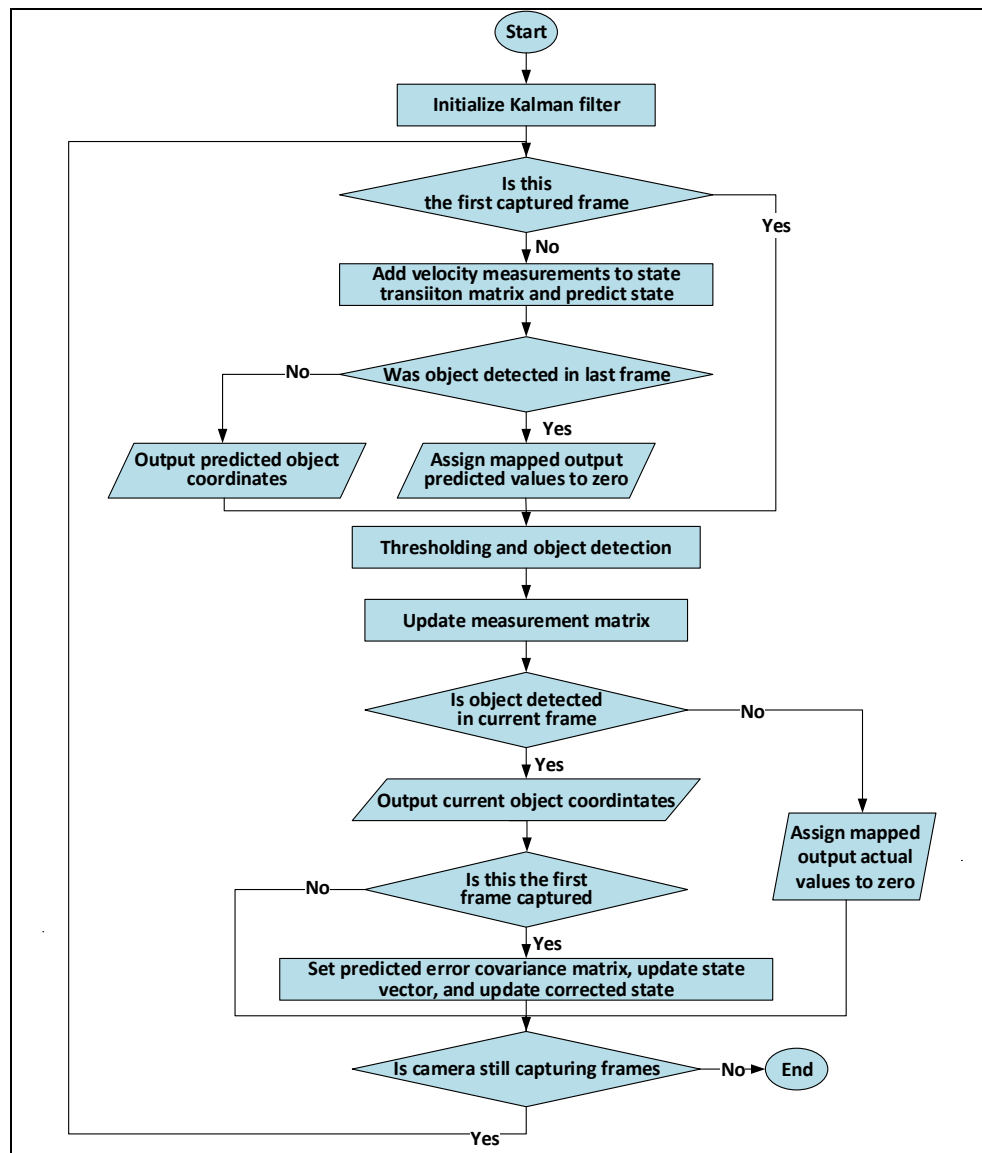 Start
Initialize Kalman filter
Is this
the first captured frame
Yes
No
Add velocity measurements to state
transiiton matrix and predict state
No
Was object detected in last frame
Yes
Output predicted object
coordinates
Assign mapped output
predicted values to zero
Thresholding and object detection
Update measurement matrix
Is object detected
in current frame
No
Yes
Output current object coordintates
Assign mapped
output actual
values to zero
Is this the first
frame captured
No
Yes
Set predicted error covariance matrix, update state
vector, and update corrected state
Is camera still capturing frames
No
End
Yes